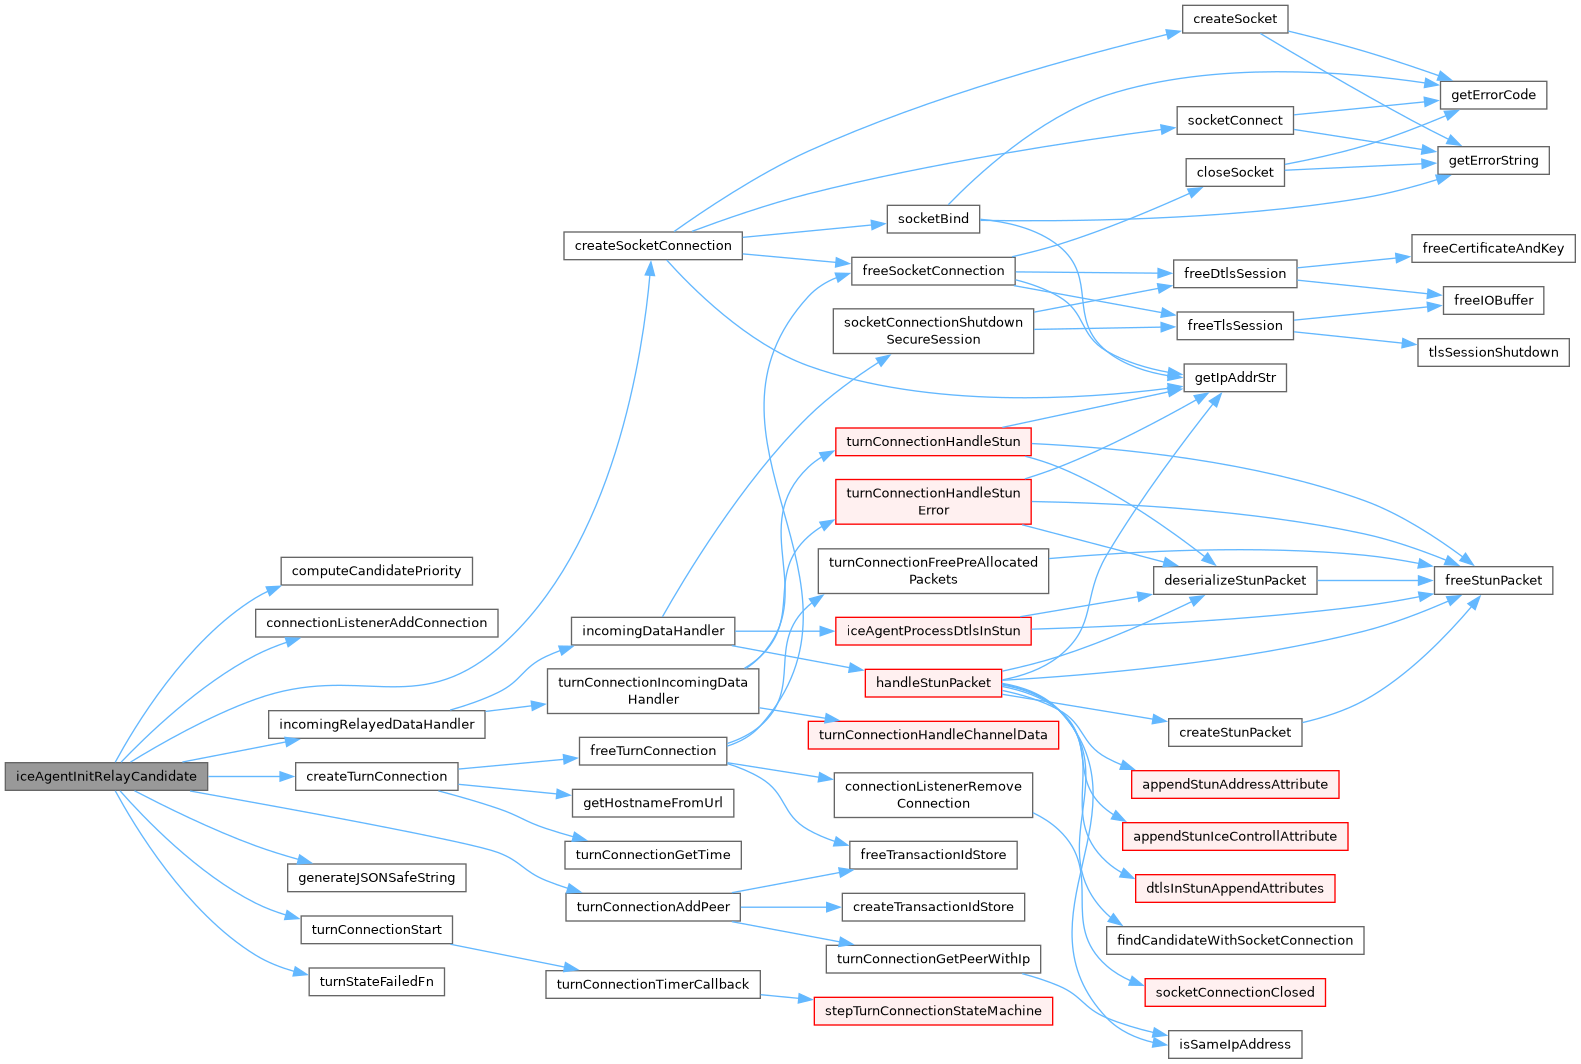 createSocket
getErrorCode
socketConnect
getErrorString
closeSocket
socketBind
createSocketConnection
freeCertificateAndKey
freeSocketConnection
freeDtlsSession
freeIOBuffer
socketConnectionShutdown
SecureSession
freeTlsSession
tlsSessionShutdown
getIpAddrStr
turnConnectionHandleStun
turnConnectionHandleStun
Error
computeCandidatePriority
turnConnectionFreePreAllocated
Packets
deserializeStunPacket
freeStunPacket
connectionListenerAddConnection
incomingDataHandler
iceAgentProcessDtlsInStun
turnConnectionIncomingData
Handler
handleStunPacket
incomingRelayedDataHandler
turnConnectionHandleChannelData
createStunPacket
freeTurnConnection
iceAgentInitRelayCandidate
createTurnConnection
connectionListenerRemove
Connection
appendStunAddressAttribute
getHostnameFromUrl
appendStunIceControllAttribute
turnConnectionGetTime
freeTransactionIdStore
generateJSONSafeString
dtlsInStunAppendAttributes
turnConnectionAddPeer
createTransactionIdStore
turnConnectionStart
findCandidateWithSocketConnection
turnConnectionGetPeerWithIp
turnStateFailedFn
turnConnectionTimerCallback
socketConnectionClosed
stepTurnConnectionStateMachine
isSameIpAddress